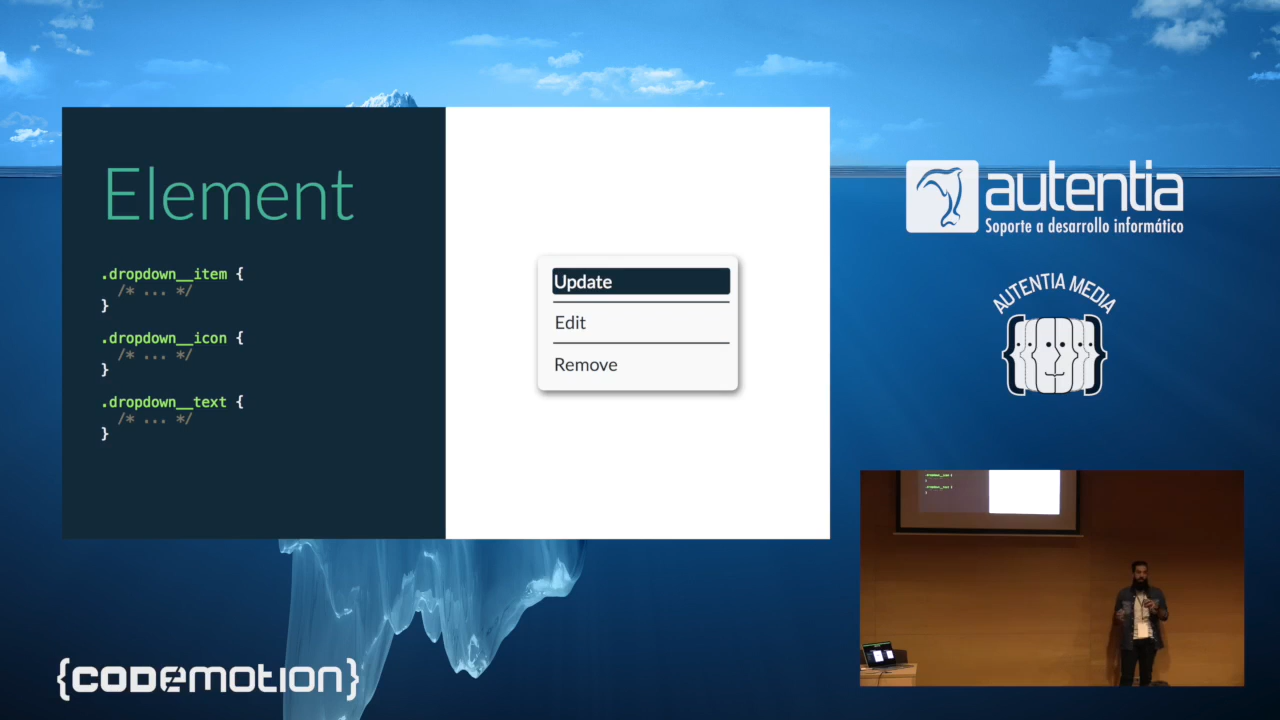 Element
.dropdown__item {
/* ... */
}
.dropdown__icon {
/* ... */
}
.dropdown__text {
/* ... */
}
Update
Edit
Remove
autentia
Soporte a desarrollo informático
AUTENTIA MEDIA
{CODEMOTION}